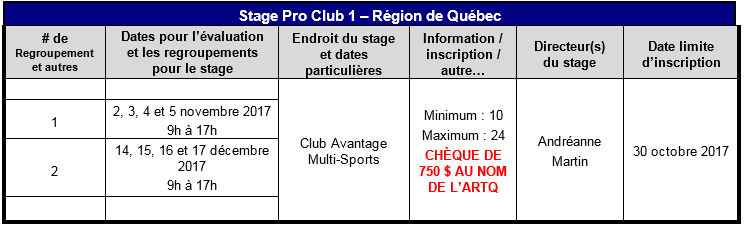 Stage Pro Club 1 – Région de Québec
# de
Regroupement
et autres
Dates pour l'évaluation
et les regroupements
pour le stage
Endroit du stage
et dates
particulières
Information /
inscription /
autre…
Directeur(s)
du stage
Date limite
d'inscription
1
2, 3, 4 et 5 novembre 2017
9h à 17h
2
14, 15, 16 et 17 décembre
2017
9h à 17h
Club Avantage
Multi-Sports
Minimum : 10
Maximum : 24
CHÈQUE DE
750 $ AU NOM
DE L'ARTQ
Andréanne
Martin
30 octobre 2017